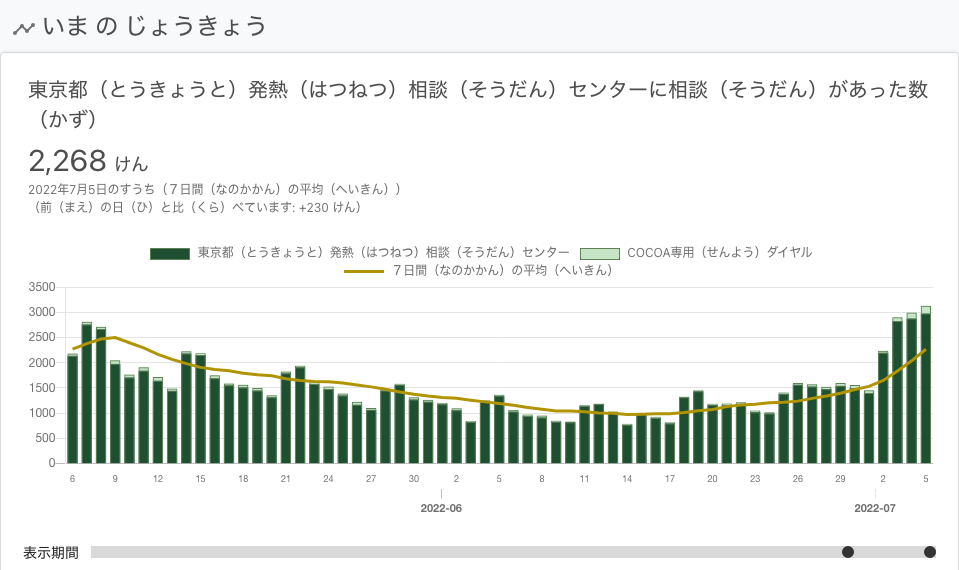 いま の じょうきょう
東京都（とうきょうと）発熱（はつねつ）相談（そうだん）センターに相談（そうだん）があった数
（かず）
2,268 けん
2022年7月5日のすうち（７日間（なのかかん）の平均（へいきん））
（前（まえ）の日（ひ）と比（くら）べています: +230 けん）
東京都（とうきょうと）発熱（はつねつ）相談（そうだん）センター COCOA専用（せんよう）ダイヤル
７日間（なのかかん）の平均（へいきん）
3500
3000
2500
2000
1500
1000
500
0
6 9 12 15 18 21 24 27 30 2 5 8 11 14 17 20 23 26 29 2 5
2022-06 2022-07
表示期間